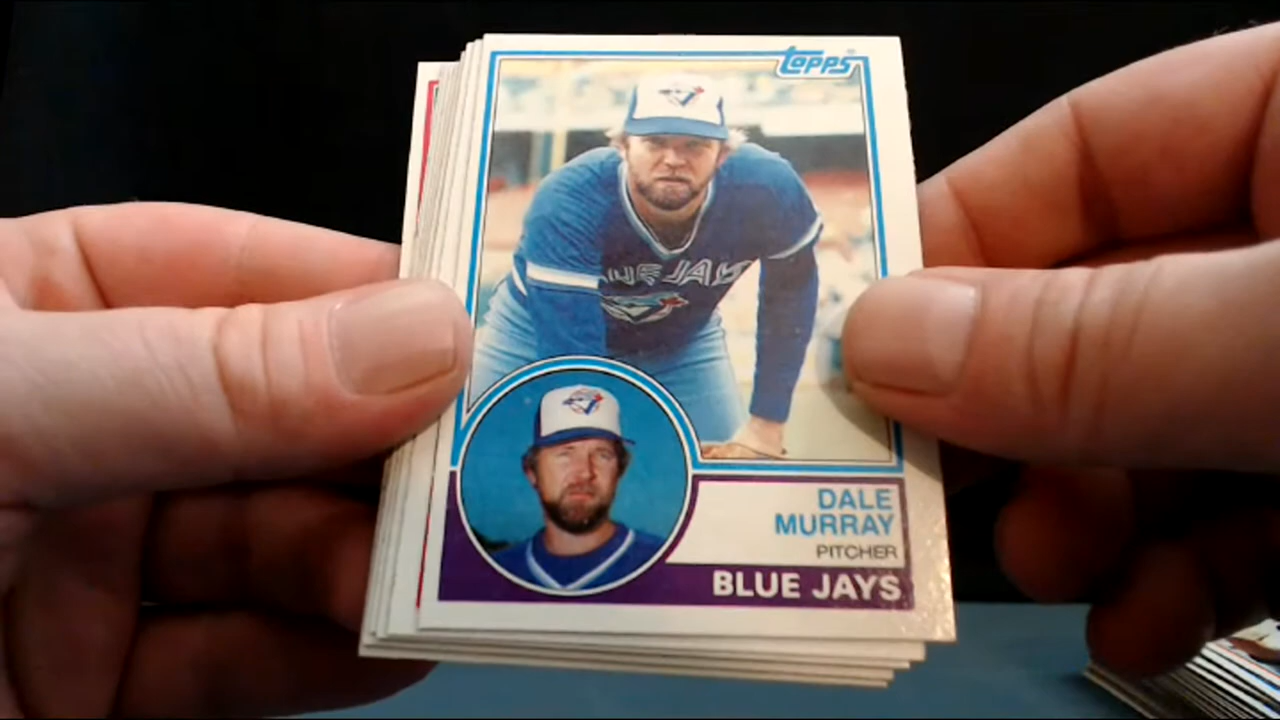 Topps
BLUE JAYS
DALE
MURRAY
PITCHER
BLUE JAYS